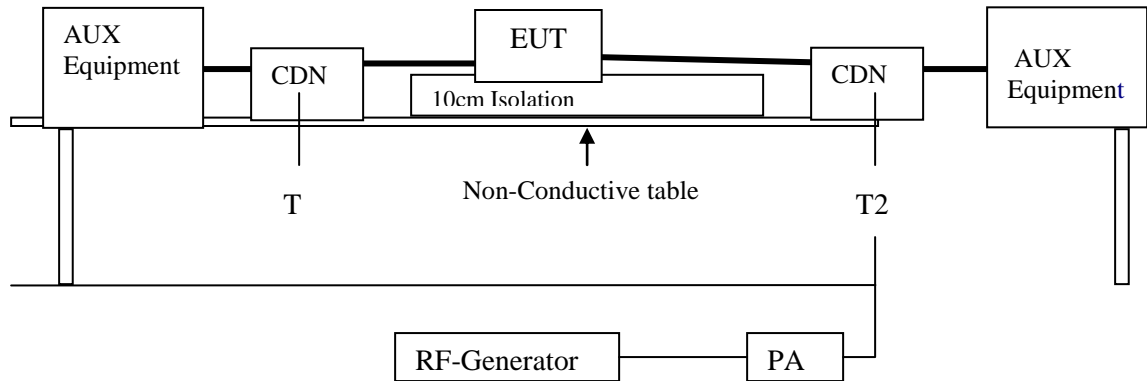 AUX
Equipment
CDN
EUT
10cm Isolation
CDN
AUX
Equipment
Non-Conductive table
T
T2
RF-Generator
PA